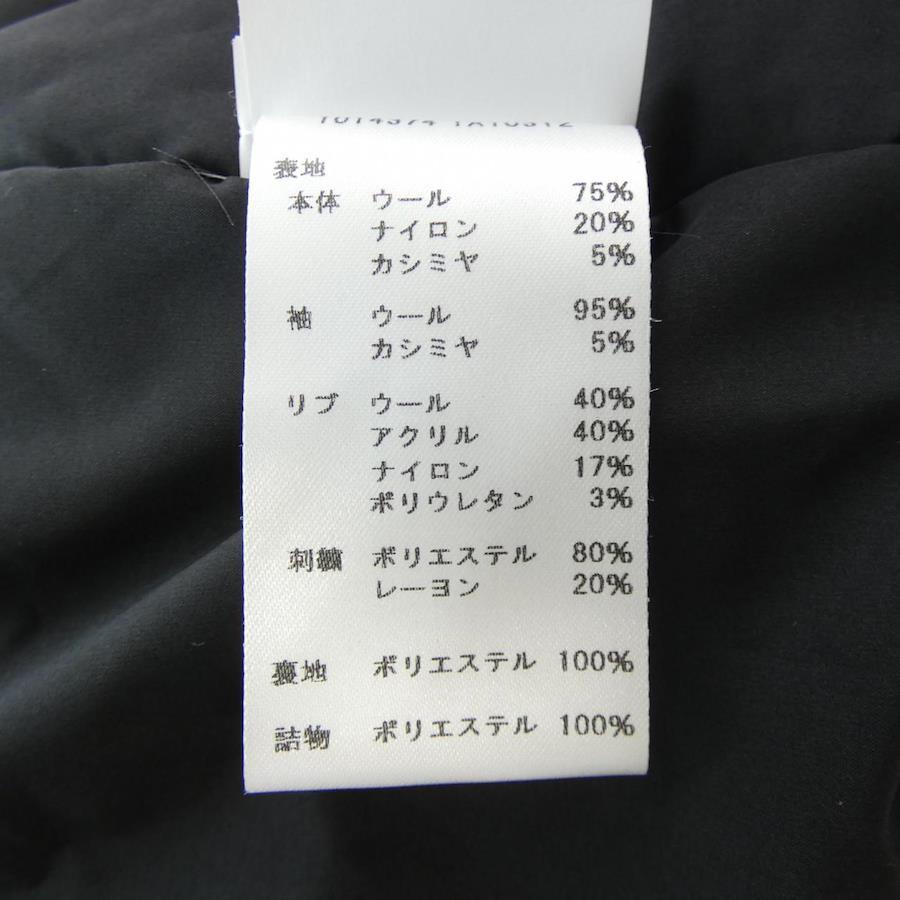 1014374 1A10312
表地
本体 ウール 75%
ナイロン 20%
カシミヤ 5%
袖 ウール 95%
カシミヤ 5%
リブ ウール 40%
アクリル 40%
ナイロン 17%
ポリウレタン 3%
刺繍 ポリエステル 80%
レーヨン 20%
裏地 ポリエステル 100%
詰物 ポリエステル 100%